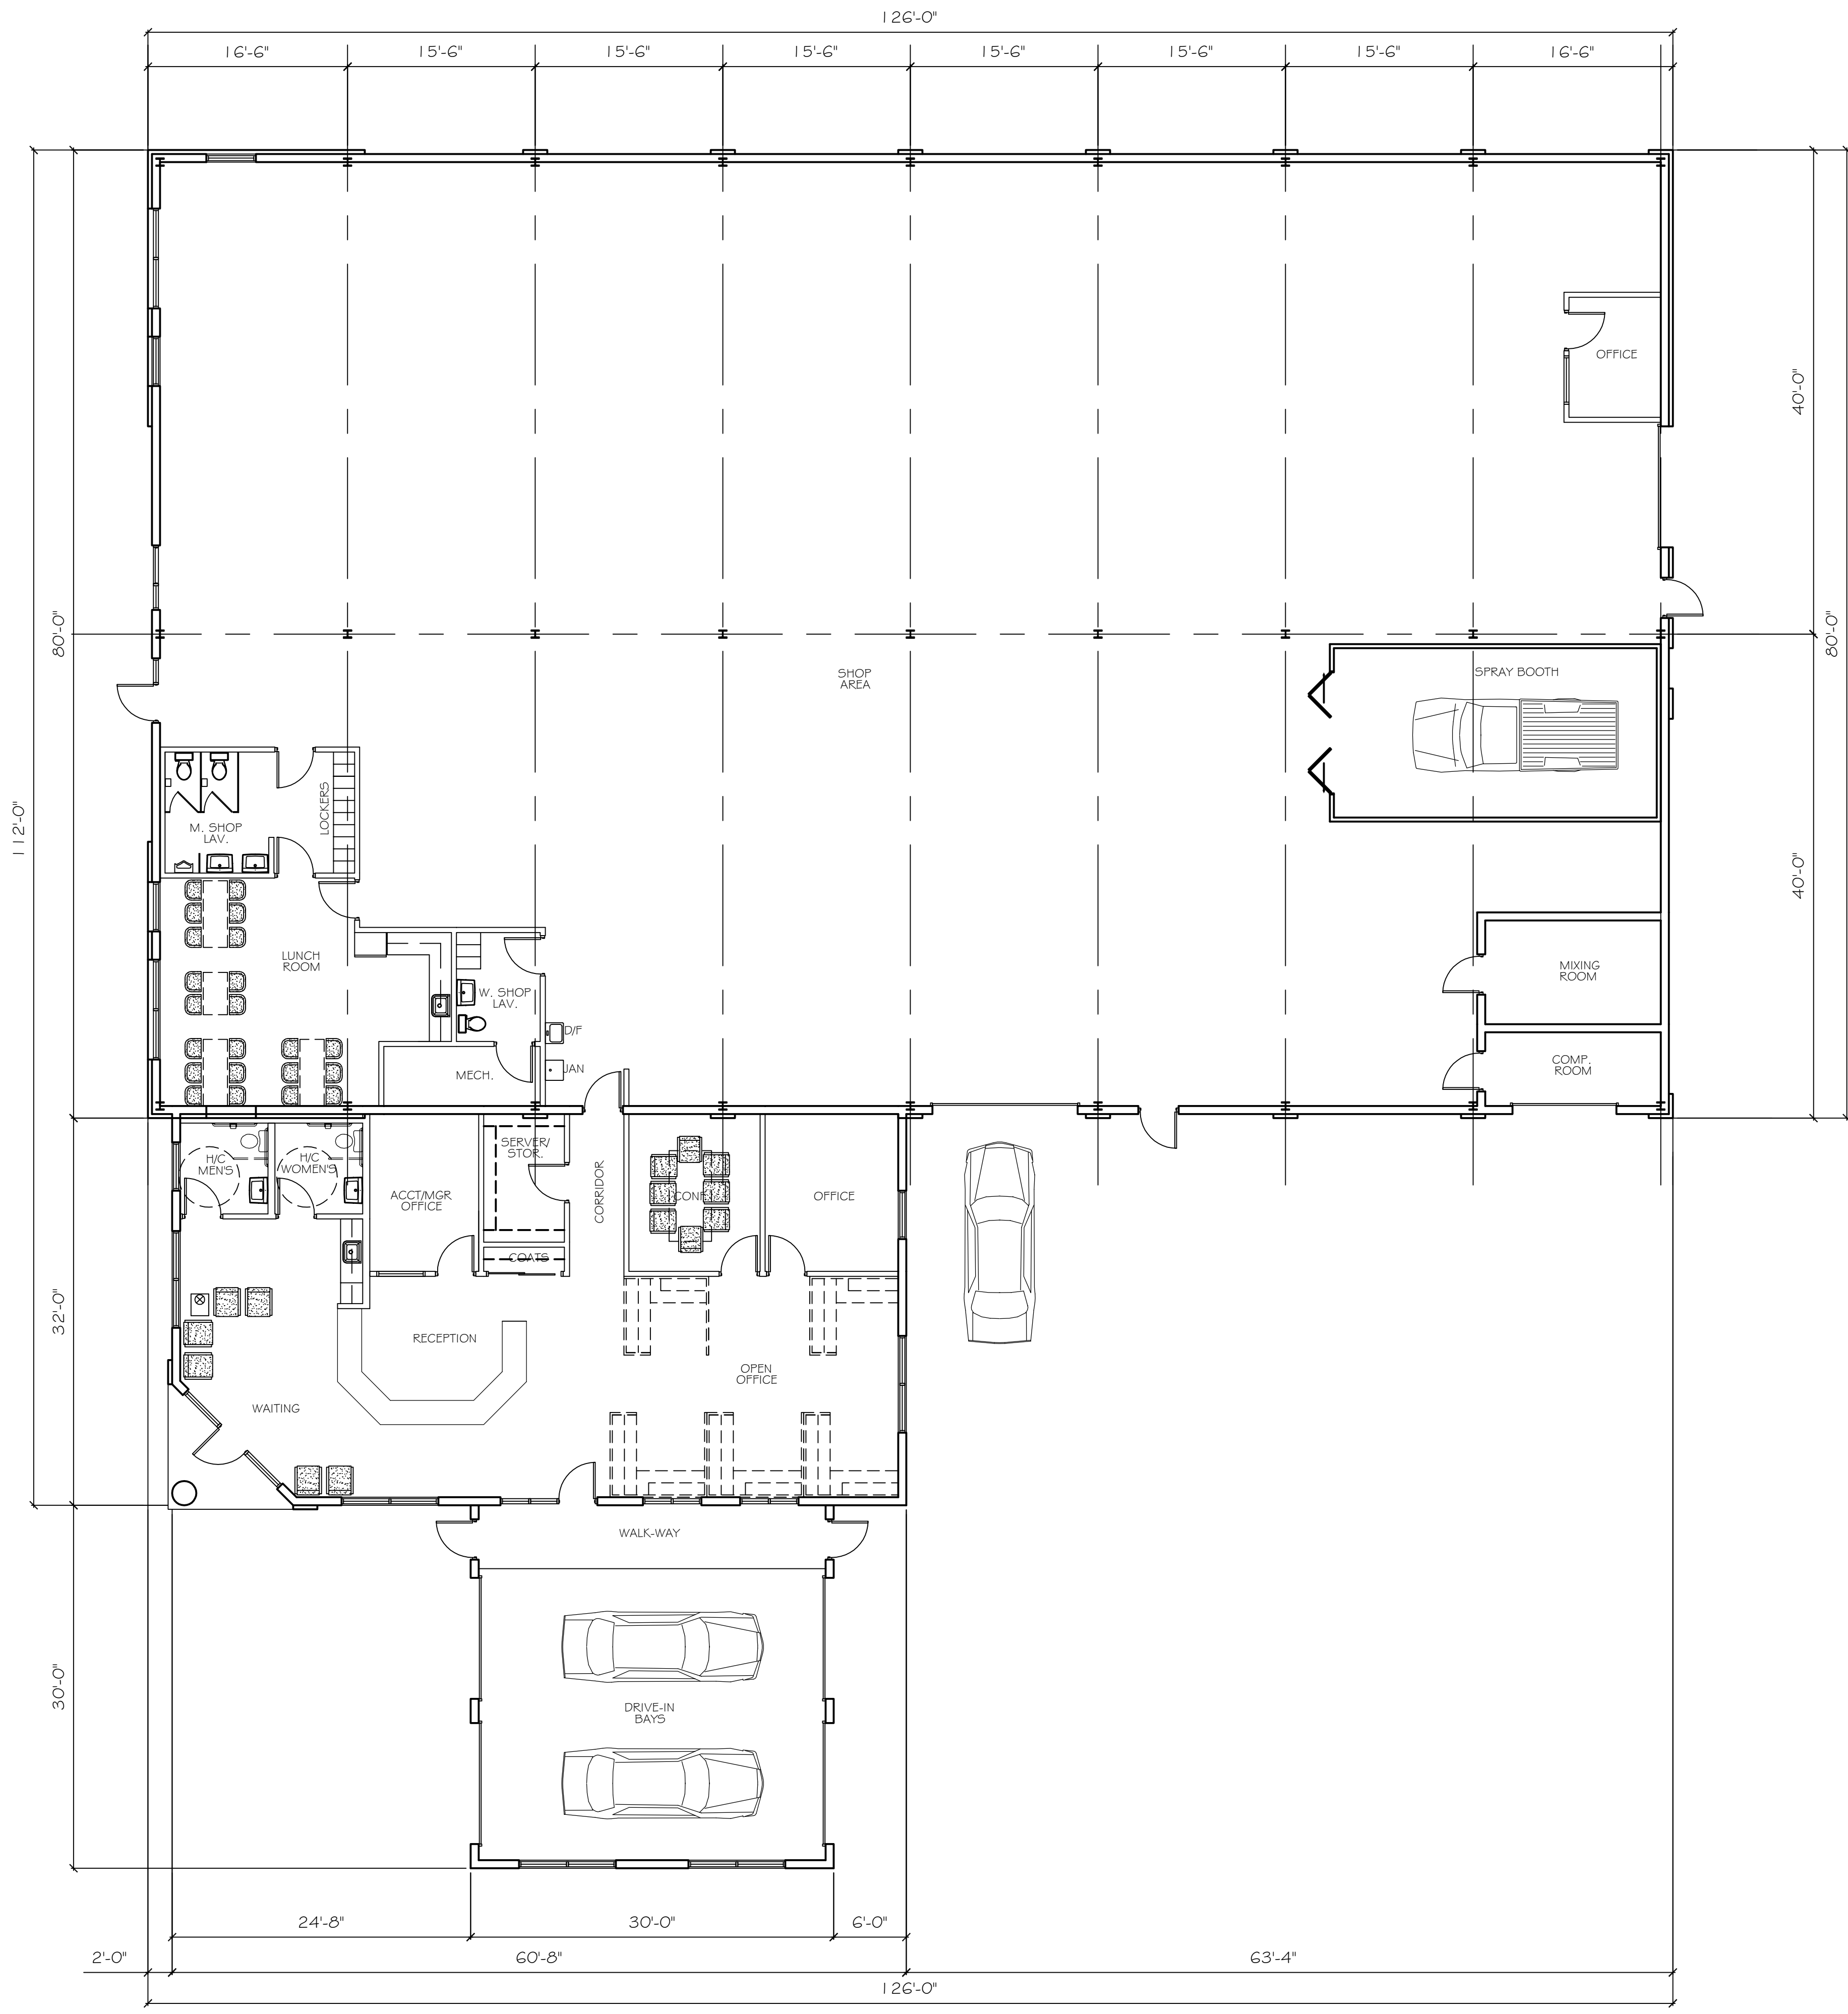 126'-0"
16'-6" 15'-6" 15'-6" 15'-6" 15'-6" 15'-6" 15'-6" 16'-6"
OFFICE
40'-0"
80'-0"
80'-0"
SHOP
AREA
SPRAY BOOTH
112'-0"
LOCKERS
M. SHOP
LAV.
40'-0"
LUNCH
ROOM
W. SHOP
LAV.
MIXING
ROOM
D/F
JAN
MECH.
COMP.
ROOM
SERVER/
STOR.
H/C
MEN'S
H/C
WOMEN'S
ACCT/MGR
OFFICE
CORRIDOR
CONF
OFFICE
COATS
32'-0"
RECEPTION
OPEN
OFFICE
WAITING
WALK-WAY
30'-0"
DRIVE-IN
BAYS
24'-8" 30'-0" 6'-0"
2'-0" 60'-8" 63'-4"
126'-0"